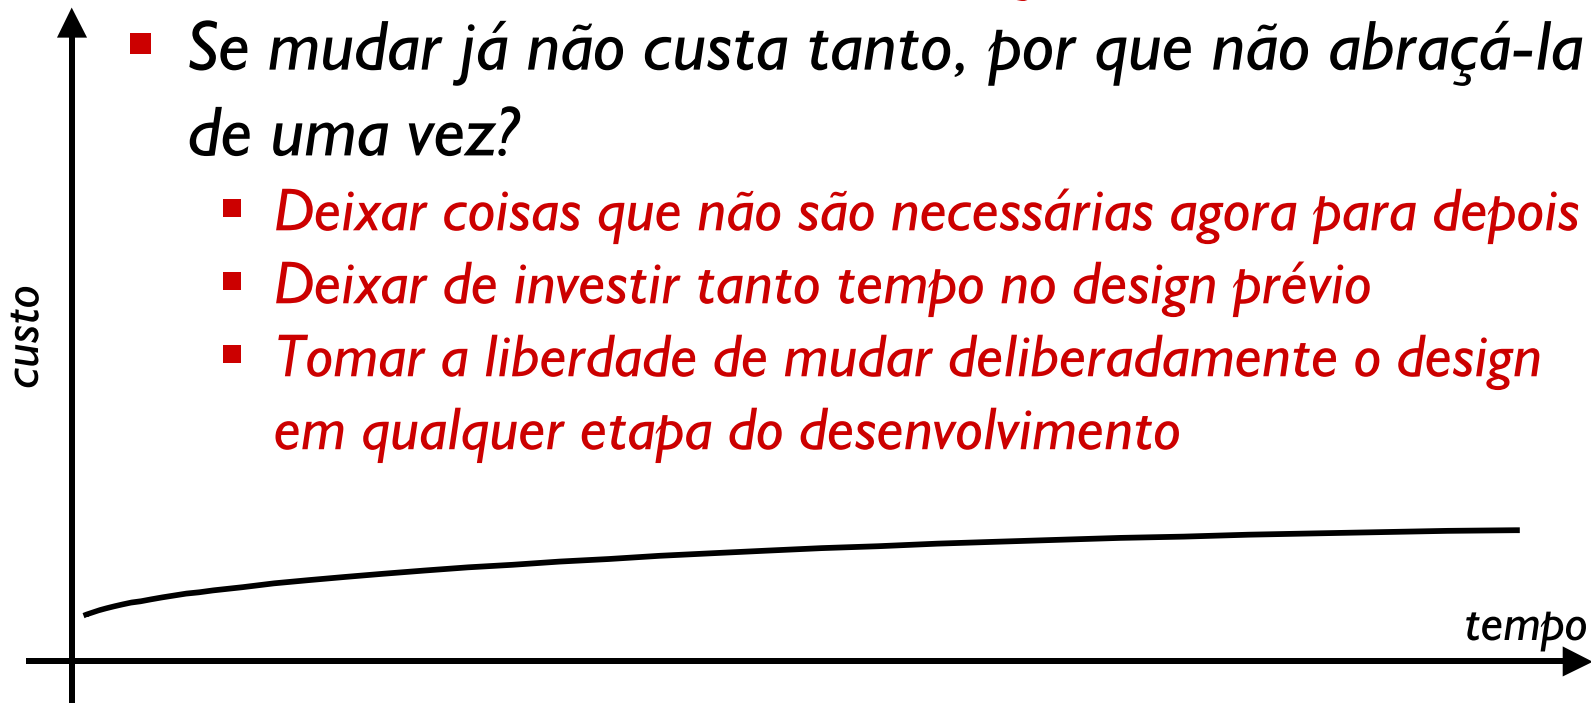 Se mudar já não custa tanto, por que não abraçá-la
de uma vez?
Deixar coisas que não são necessárias agora para depois
Deixar de investir tanto tempo no design prévio
Tomar a liberdade de mudar deliberadamente o design
em qualquer etapa do desenvolvimento
custo
tempo